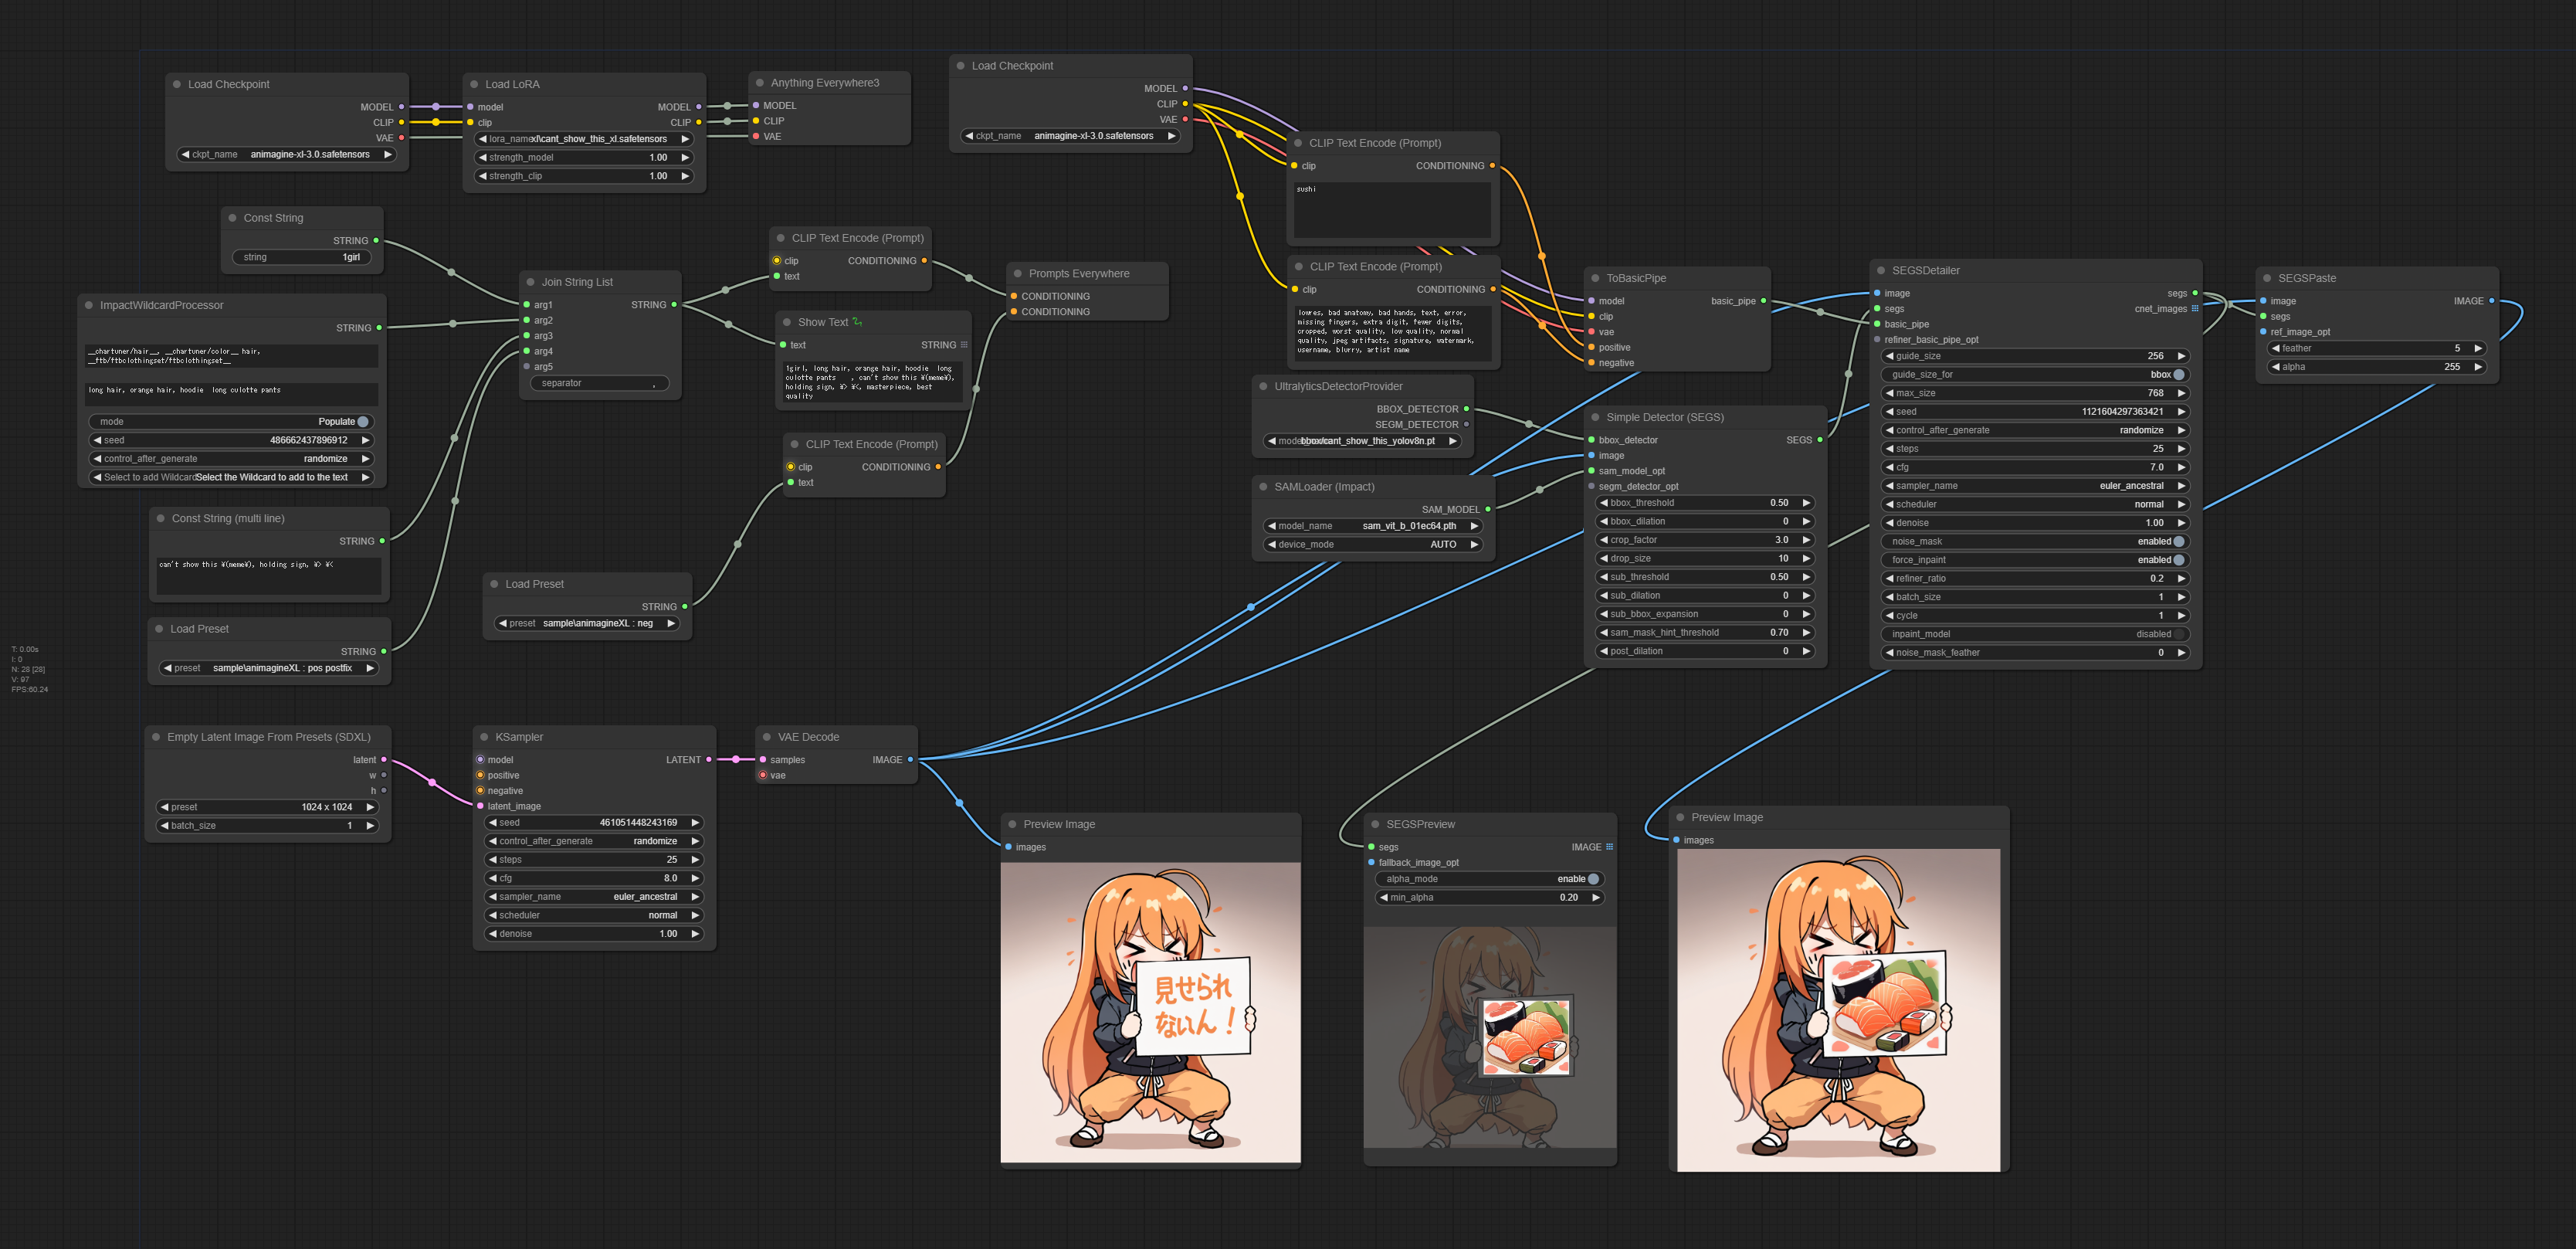 Load Checkpoint
MODEL
CLIP
VAE
ckpt_name animagine-xl-3.0.safetensors
Load LoRA
model MODEL
clip CLIP
lora_name xl\cant_show_this_xl.safetensors
strength_model 1.00
strength_clip 1.00
Anything Everywhere3
MODEL
CLIP
VAE
Load Checkpoint
MODEL
CLIP
VAE
ckpt_name animagine-xl-3.0.safetensors
CLIP Text Encode (Prompt)
clip CONDITIONING
sushi
CLIP Text Encode (Prompt)
clip CONDITIONING
lowres, bad anatomy, bad hands, text, error,
missing fingers, extra digit, fewer digits,
cropped, worst quality, low quality, normal
quality, jpeg artifacts, signature, watermark,
username, blurry, artist name
Const String
STRING
string 1girl
ImpactWildcardProcessor
STRING
__chartuner/hair__, __chartuner/color__ hair,
__ftb/ftbclothingset/ftbclothingset__
long hair, orange hair, hoodie long culotte pants
mode Populate
seed 486662437896912
control_after_generate randomize
Select to add Wildcard Select the Wildcard to add to the text
Join String List
arg1 STRING
arg2
arg3
arg4
arg5
separator ,
CLIP Text Encode (Prompt)
clip CONDITIONING
text
Show Text
text STRING
1girl, long hair, orange hair, hoodie long
culotte pants , can't show this ¥(meme¥),
holding sign, ¥> ¥<, masterpiece, best
quality
CLIP Text Encode (Prompt)
clip CONDITIONING
text
Prompts Everywhere
CONDITIONING
CONDITIONING
Const String (multi line)
STRING
can't show this ¥(meme¥), holding sign, ¥> ¥<
Load Preset
STRING
preset sample\animagineXL : pos postfix
Load Preset
STRING
preset sample\animagineXL : neg
T: 0.00s
I: 0
N: 28 [28]
V: 97
FPS:60.24
UltralyticsDetectorProvider
BBOX_DETECTOR
SEGM_DETECTOR
bbox/cant_show_this_yolov8n.pt
SAMLoader (Impact)
SAM_MODEL
model_name sam_vit_b_01ec64.pth
device_mode AUTO
ToBasicPipe
model basic_pipe
clip
vae
positive
negative
Simple Detector (SEGS)
bbox_detector SEGS
image
sam_model_opt
segm_detector_opt
bbox_threshold 0.50
bbox_dilation 0
crop_factor 3.0
drop_size 10
sub_threshold 0.50
sub_dilation 0
sub_bbox_expansion 0
sam_mask_hint_threshold 0.70
post_dilation 0
SEGSDetailer
image segs
segs cnet_images
basic_pipe
refiner_basic_pipe_opt
guide_size 256
guide_size_for bbox
max_size 768
seed 1121604297363421
control_after_generate randomize
steps 25
cfg 7.0
sampler_name euler_ancestral
scheduler normal
denoise 1.00
noise_mask enabled
force_inpaint enabled
refiner_ratio 0.2
batch_size 1
cycle 1
inpaint_model disabled
noise_mask_feather 0
SEGSPaste
image IMAGE
segs
ref_image_opt
feather 5
alpha 255
Empty Latent Image From Presets (SDXL)
latent
w
h
preset 1024 x 1024
batch_size 1
KSampler
model LATENT
positive
negative
latent_image
seed 461051448243169
control_after_generate randomize
steps 25
cfg 8.0
sampler_name euler_ancestral
scheduler normal
denoise 1.00
VAE Decode
samples IMAGE
vae
Preview Image
images
見せられ
ないん！
SEGSPreview
segs IMAGE
fallback_image_opt
alpha_mode enable
min_alpha 0.20
Preview Image
images